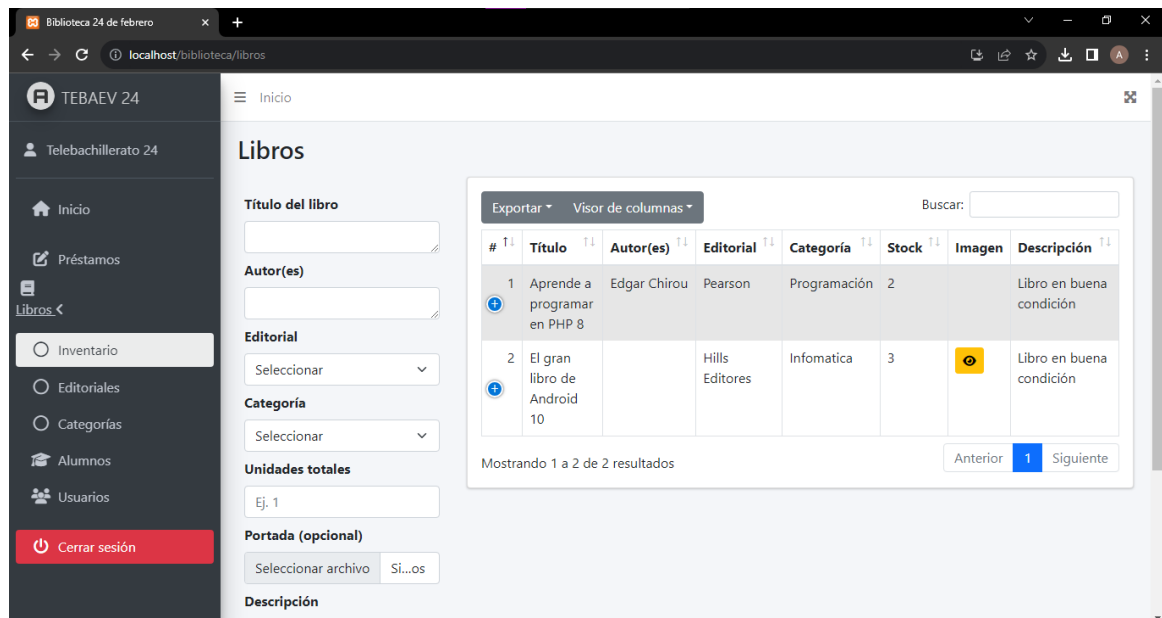 Biblioteca 24 de febrero
localhost/biblioteca/libros
A
TEBAEV 24
Inicio
Telebachillerato 24
Libros
Inicio
Préstamos
Libros
Inventario
Editoriales
Categorías
Alumnos
Usuarios
Cerrar sesión
Título del libro
Autor(es)
Editorial
Seleccionar
Categoría
Seleccionar
Unidades totales
Ej. 1
Portada (opcional)
Seleccionar archivo Si...os
Descripción
Exportar Visor de columnas Buscar:
# Título Autor(es) Editorial Categoría Stock Imagen Descripción
1 Aprende a Edgar Chirou Pearson Programación 2 Libro en buena
programar condición
en PHP 8
2 El gran Hills Infomatica 3 Libro en buena
libro de Editores condición
Android
10
Mostrando 1 a 2 de 2 resultados Anterior 1 Siguiente